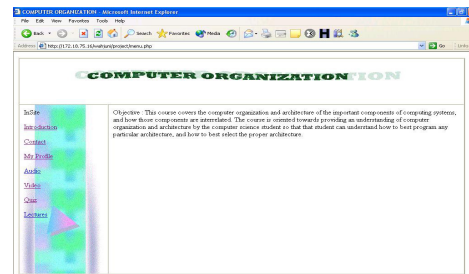 COMPUTER ORGANIZATION - Microsoft Internet Explorer
File Edit View Favorites Tools Help
Back Search Favorites Media
Address http://172.18.75.16/wafsjun/project/menu.php Go Links
COMPUTER ORGANIZATION
InSite
Introduction
Contact
My Profile
Audio
Video
Quiz
Lectures
Objective : This course covers the computer organization and architecture of the important components of computing systems,
and how those components are interrelated. The course is oriented towards providing an understanding of computer
organization and architecture by the computer science student so that that student can understand how to best program any
particular architecture, and how to best select the proper architecture.